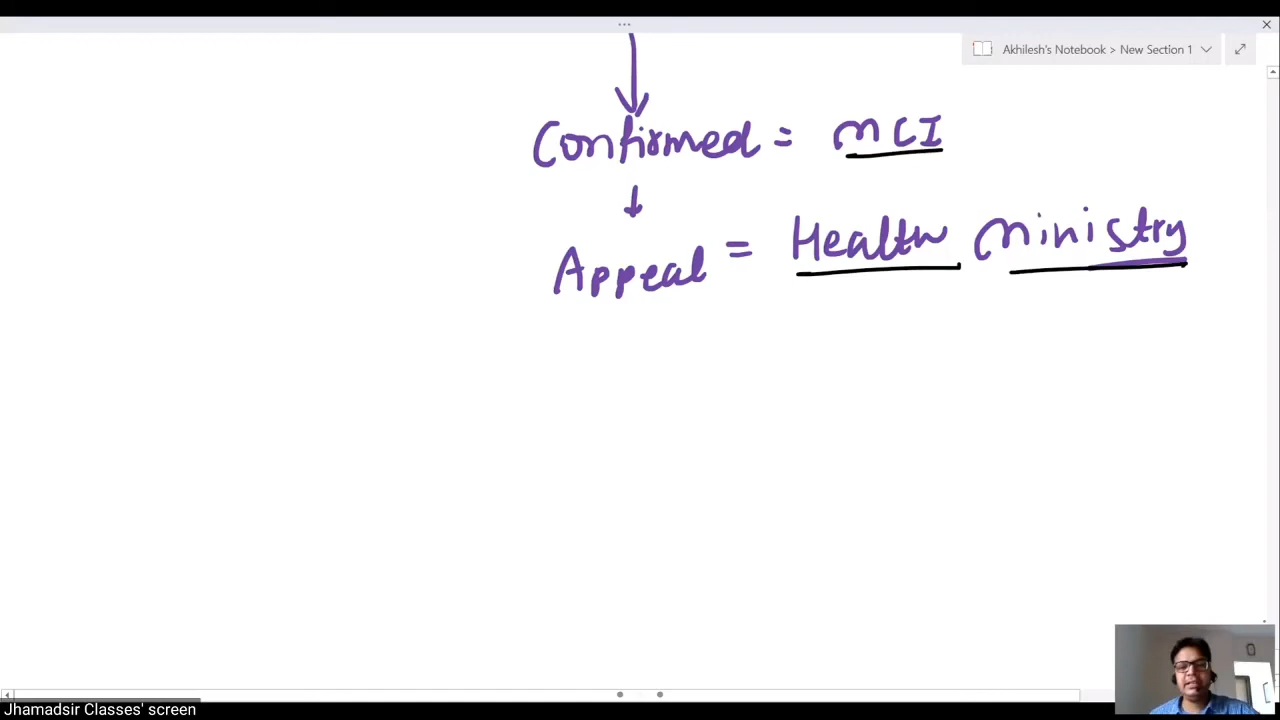 Akhilesh's Notebook > New Section 1
Confirmed = MCI
Appeal = Health Ministry
Jhamadsir Classes' screen